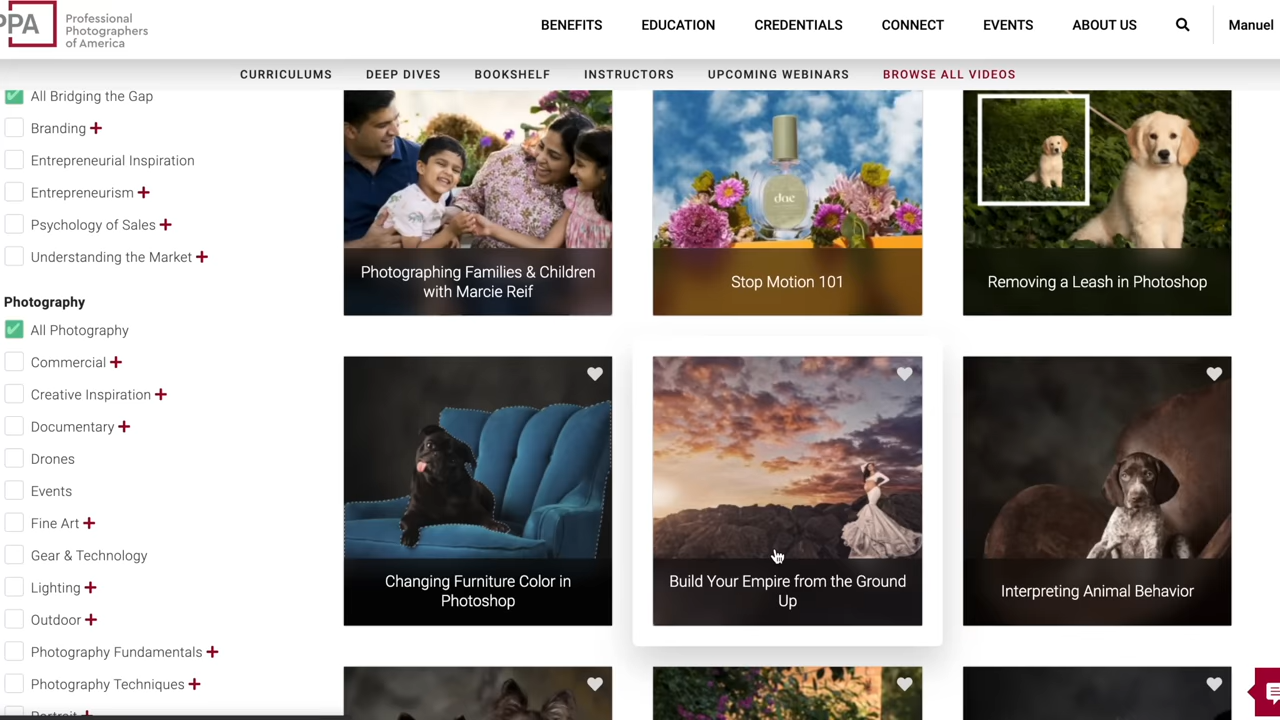 PPA
Professional
Photographers
of America
BENEFITS
EDUCATION
CREDENTIALS
CONNECT
EVENTS
ABOUT US
Manuel
CURRICULUMS
DEEP DIVES
BOOKSHELF
INSTRUCTORS
UPCOMING WEBINARS
BROWSE ALL VIDEOS
All Bridging the Gap
Branding +
Entrepreneurial Inspiration
Entrepreneurism +
Psychology of Sales +
Understanding the Market +
Photography
All Photography
Commercial +
Creative Inspiration +
Documentary +
Drones
Events
Fine Art +
Gear & Technology
Lighting +
Outdoor +
Photography Fundamentals +
Photography Techniques +
Portrait +
Photographing Families & Children
with Marcie Reif
dae
Stop Motion 101
Removing a Leash in Photoshop
Changing Furniture Color in
Photoshop
Build Your Empire from the Ground
Up
Interpreting Animal Behavior